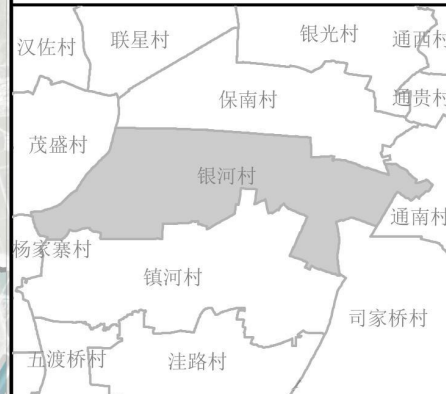 联星村
银光村
通西村
汉佐村
保南村
通贵村
茂盛村
银河村
通南村
杨家寨村
镇河村
司家桥村
五渡桥村
洼路村